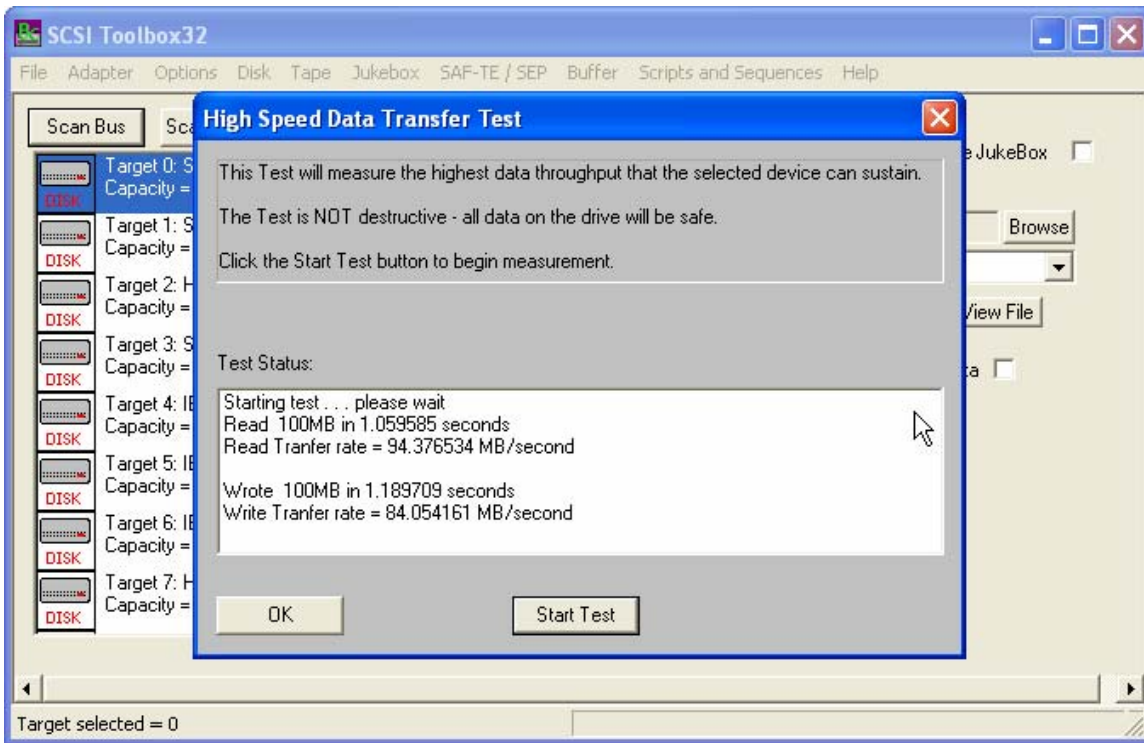 SCSI Toolbox32
File Adapter Options Disk Tape Jukebox SAF-TE / SEP Buffer Scripts and Sequences Help
Scan Bus
High Speed Data Transfer Test
JukeBox
This Test will measure the highest data throughput that the selected device can sustain.
The Test is NOT destructive - all data on the drive will be safe.
Click the Start Test button to begin measurement.
Browse
View File
DISK Target 0: S
Capacity =
DISK Target 1: S
Capacity =
DISK Target 2: H
Capacity =
DISK Target 3: S
Capacity =
DISK Target 4: IB
Capacity =
DISK Target 5: IB
Capacity =
DISK Target 6: IB
Capacity =
DISK Target 7: H
Capacity =
Test Status:
Starting test . . . please wait
Read 100MB in 1.059585 seconds
Read Tranfer rate = 94.376534 MB/second
Wrote 100MB in 1.189709 seconds
Write Tranfer rate = 84.054161 MB/second
OK
Start Test
Target selected = 0